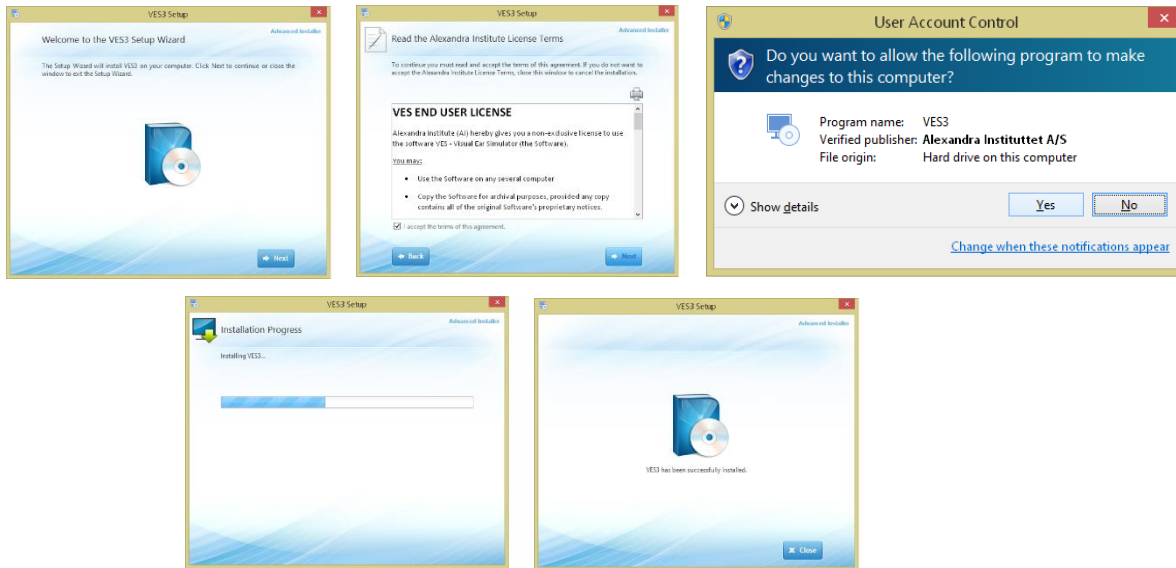 VES3 Setup
Welcome to the VES3 Setup Wizard
Advanced Installer
The Setup Wizard will install VES3 on your computer. Click Next to continue or close the
window to exit the Setup Wizard.
Next
VES3 Setup
Read the Alexandra Institute License Terms
Advanced Installer
To continue you must read and accept the terms of this agreement. If you do not want to
accept the Alexandra Institute License Terms, close this window to cancel the installation.
VES END USER LICENSE
Alexandra Institute (AI) hereby gives you a non-exclusive license to use
the software VES - Visual Ear Simulator (the Software).
You may:
• Use the Software on any several computer
• Copy the Software for archival purposes, provided any copy
contains all of the original Software's proprietary notices.
I accept the terms of this agreement.
Back
Next
User Account Control
Do you want to allow the following program to make
changes to this computer?
Program name: VES3
Verified publisher: Alexandra Instituttet A/S
File origin: Hard drive on this computer
Show details
Yes
No
Change when these notifications appear
VES3 Setup
Installation Progress
Advanced Installer
Installing VES3...
VES3 Setup
Advanced Installer
VES3 has been successfully installed.
Close